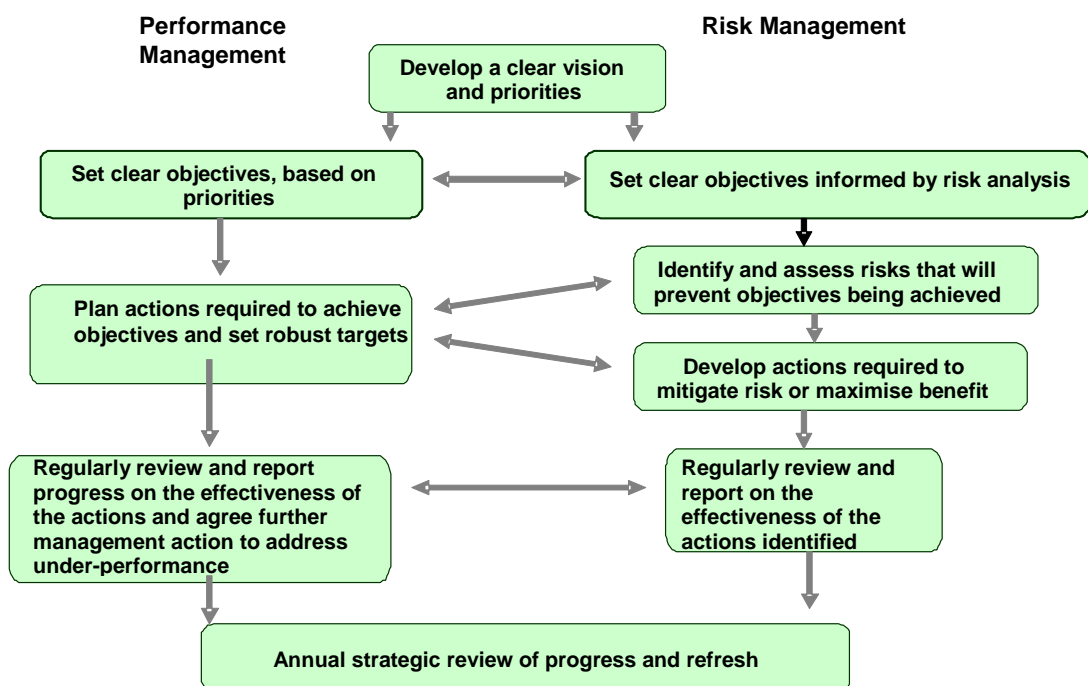 Performance
Management
Risk Management
Develop a clear vision
and priorities
Set clear objectives, based on
priorities
Set clear objectives informed by risk analysis
Identify and assess risks that will
prevent objectives being achieved
Plan actions required to achieve
objectives and set robust targets
Develop actions required to
mitigate risk or maximise benefit
Regularly review and report
progress on the effectiveness of
the actions and agree further
management action to address
under-performance
Regularly review and
report on the
effectiveness of the
actions identified
Annual strategic review of progress and refresh